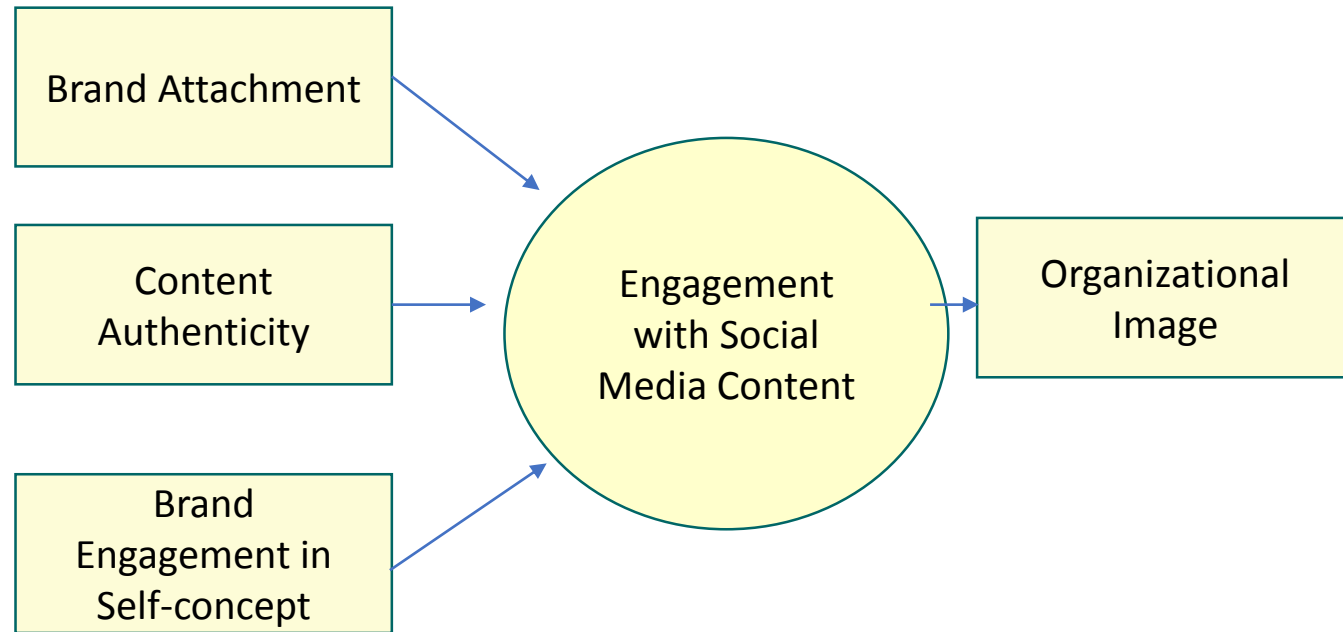 Brand Attachment
Content
Authenticity
Brand
Engagement in
Self-concept
Engagement
with Social
Media Content
Organizational
Image